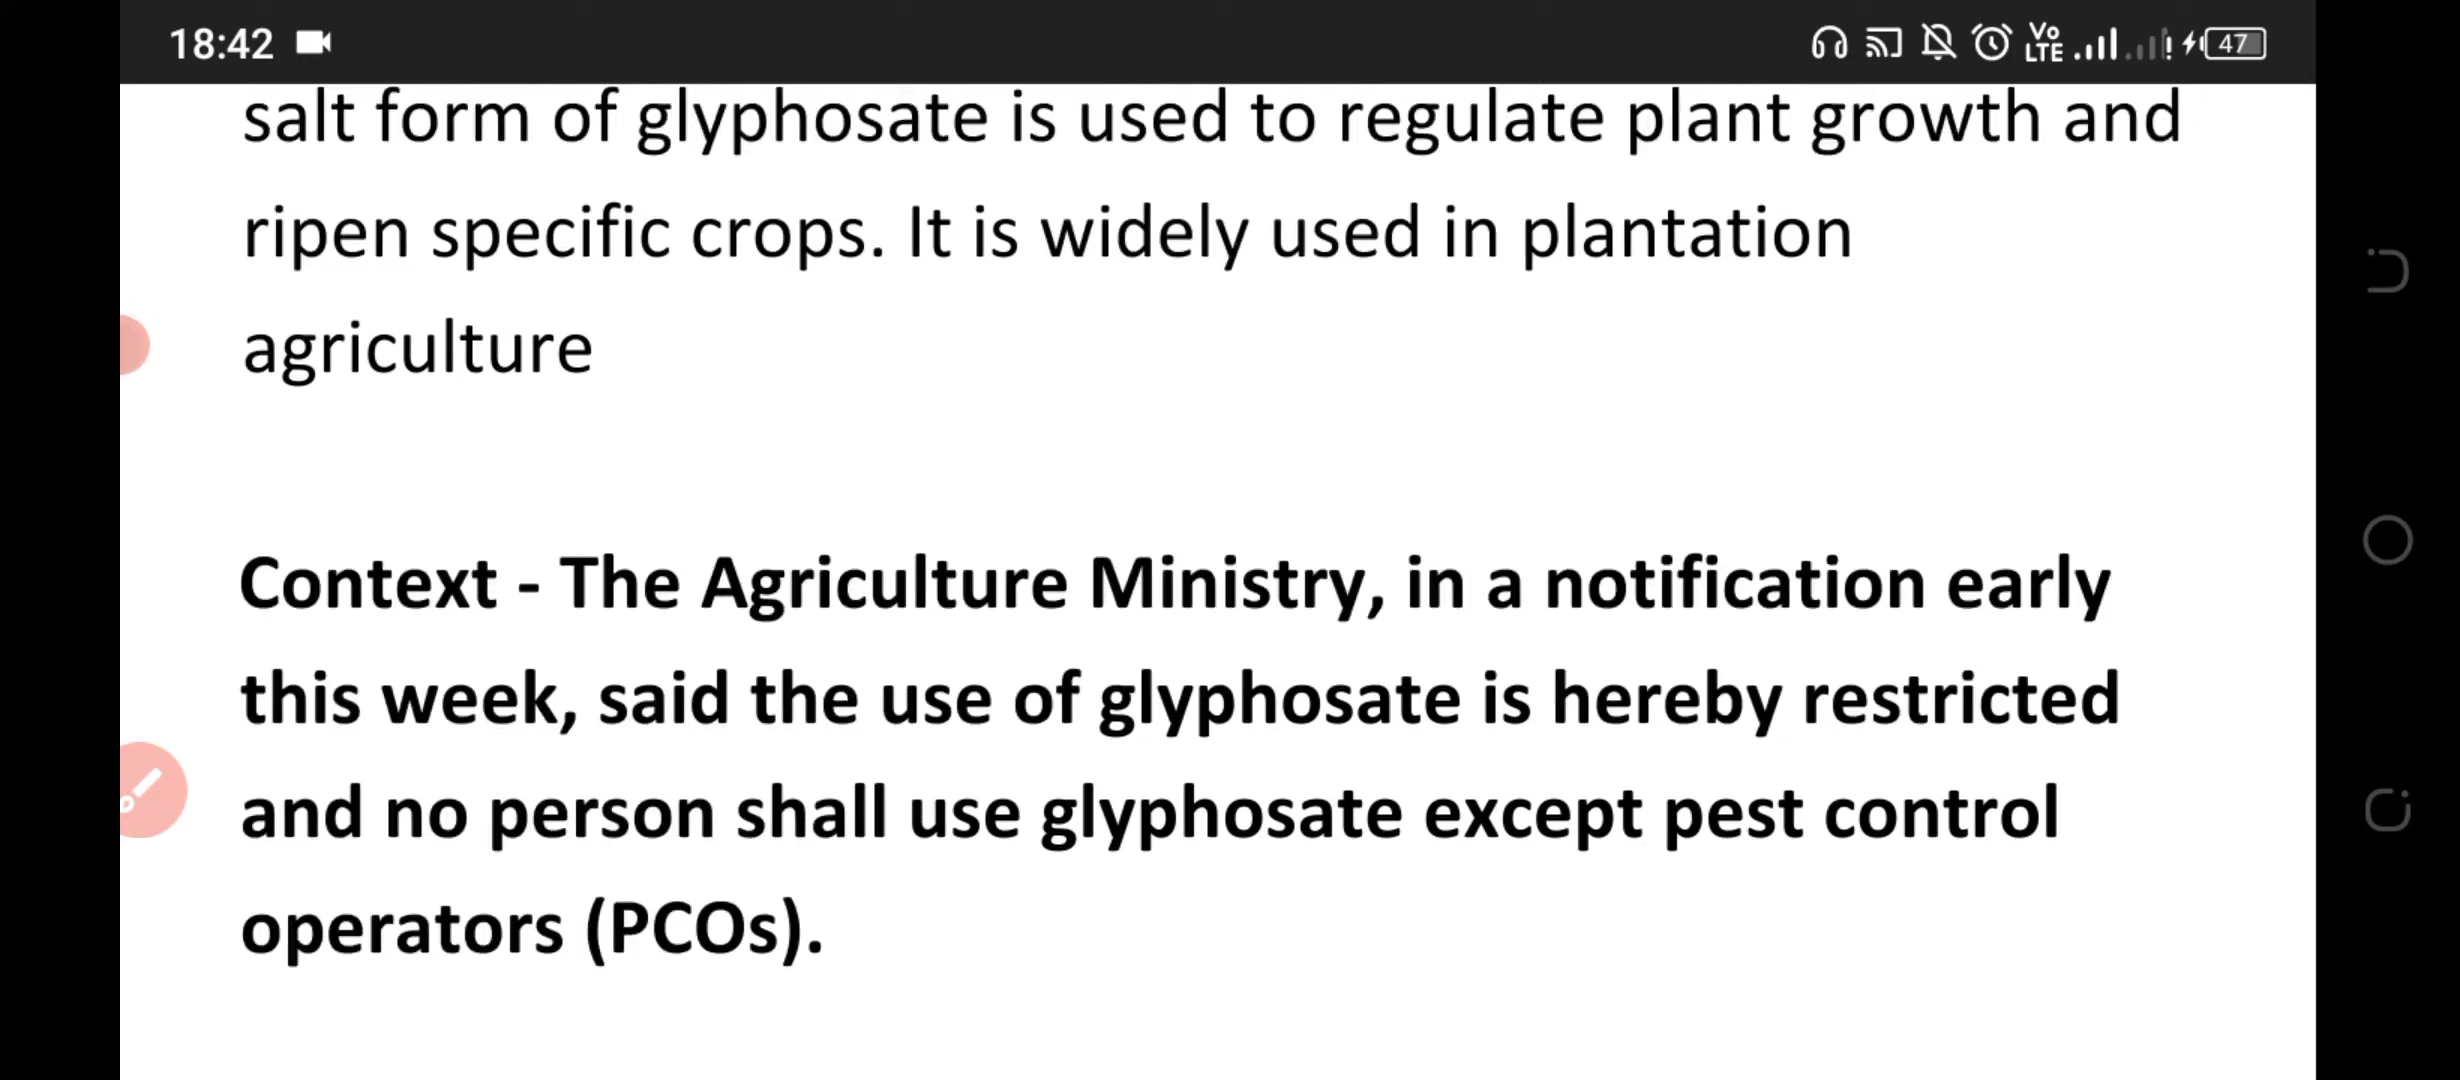 18:42
Vo LTE 47
salt form of glyphosate is used to regulate plant growth and
ripen specific crops. It is widely used in plantation
agriculture
Context - The Agriculture Ministry, in a notification early
this week, said the use of glyphosate is hereby restricted
and no person shall use glyphosate except pest control
operators (PCOs).